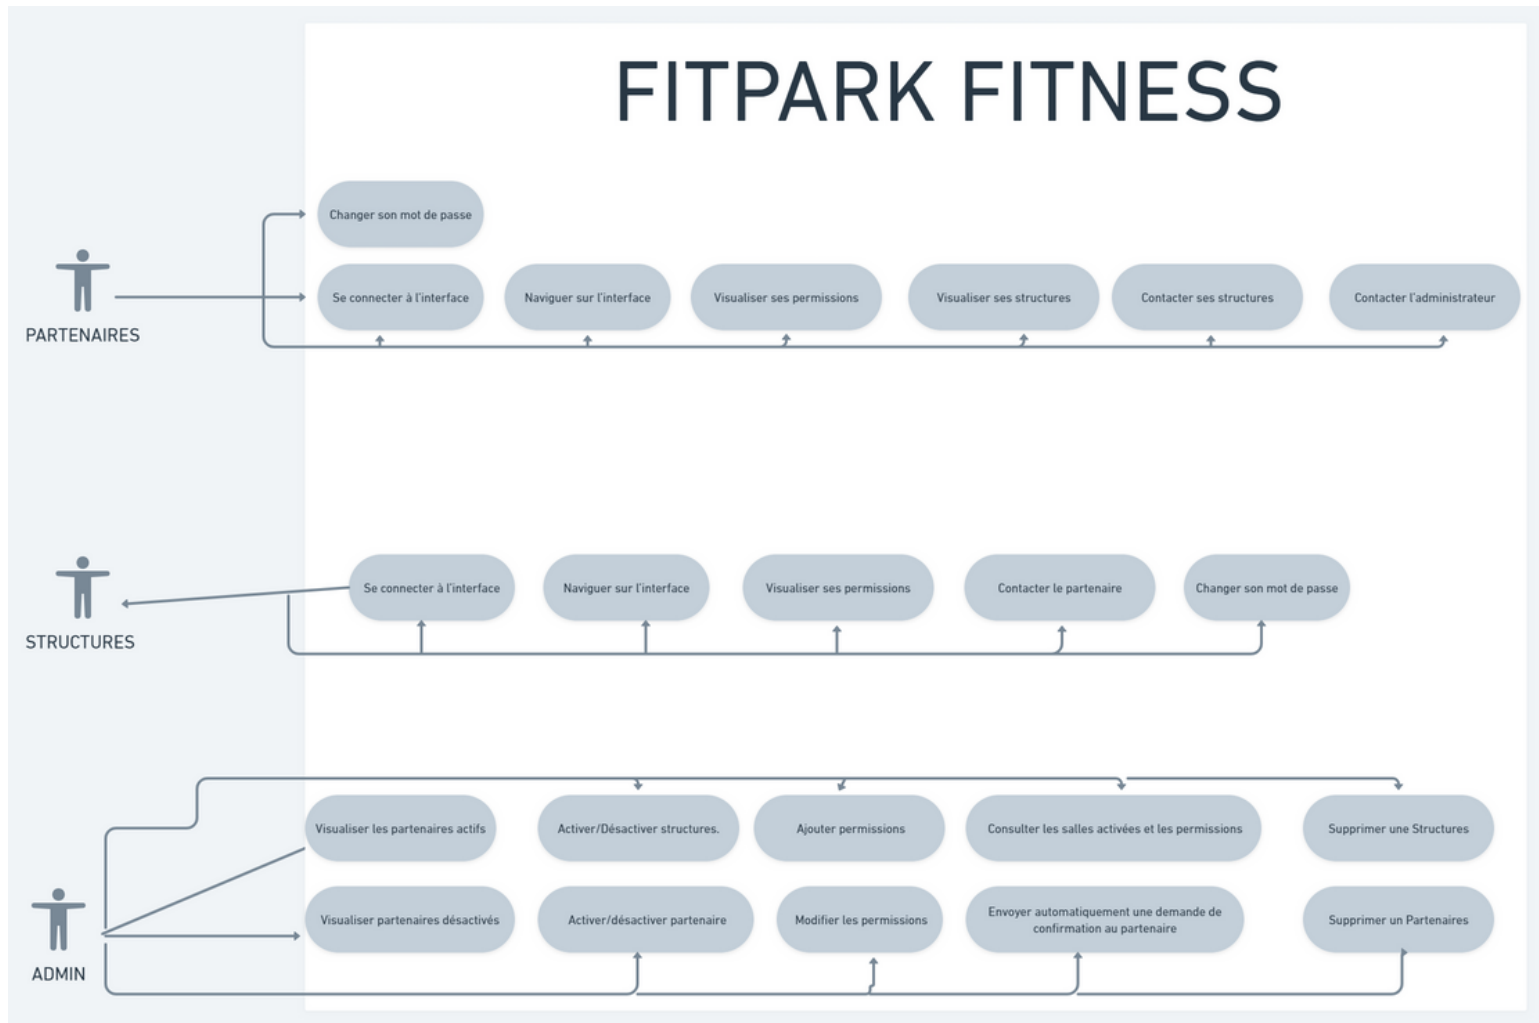 FITPARK FITNESS
Changer son mot de passe
PARTENAIRES
Se connecter à l'interface
Naviguer sur l'interface
Visualiser ses permissions
Visualiser ses structures
Contacter ses structures
Contacter l'administrateur
STRUCTURES
Se connecter à l'interface
Naviguer sur l'interface
Visualiser ses permissions
Contacter le partenaire
Changer son mot de passe
Visualiser les partenaires actifs
Activer/Désactiver structures.
Ajouter permissions
Consulter les salles activées et les permissions
Supprimer une Structures
ADMIN
Visualiser partenaires désactivés
Activer/désactiver partenaire
Modifier les permissions
Envoyer automatiquement une demande de
confirmation au partenaire
Supprimer un Partenaires